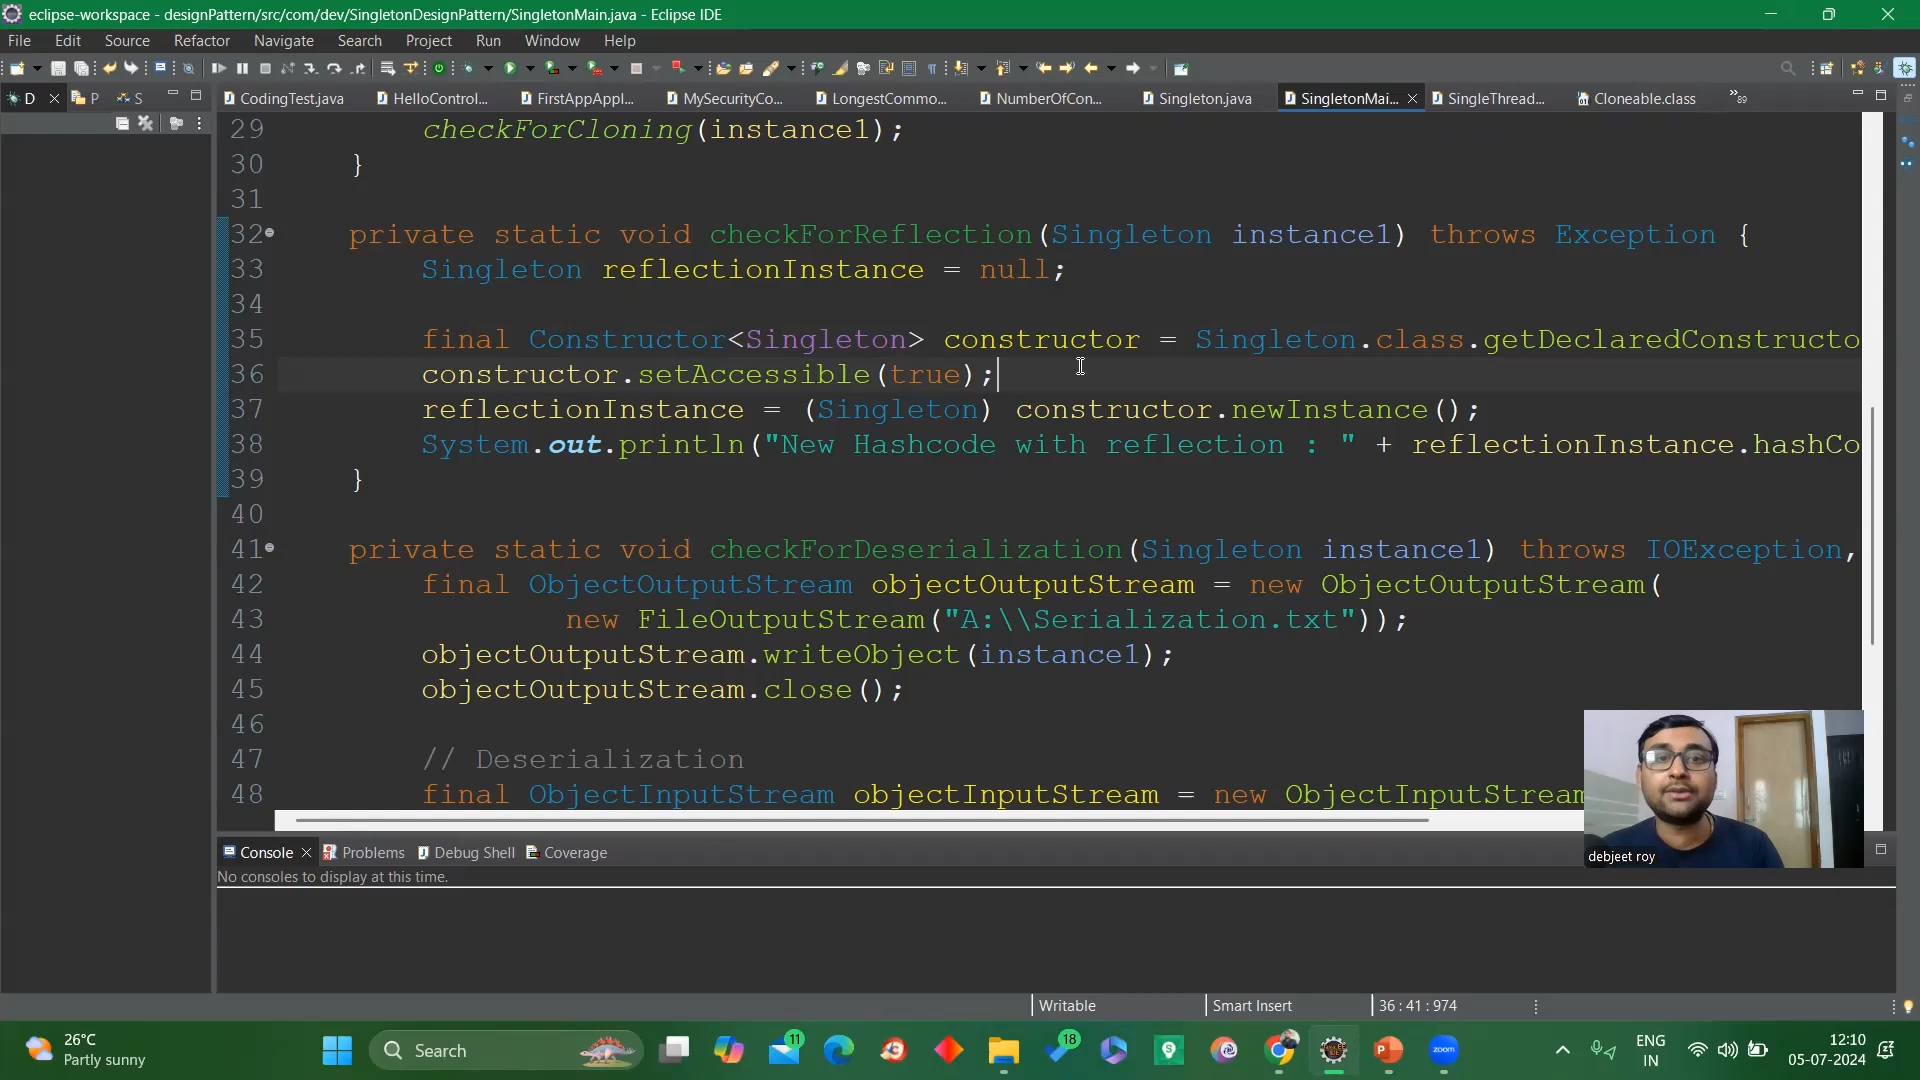 eclipse-workspace - designPattern/src/com/dev/SingletonDesignPattern/SingletonMain.java - Eclipse IDE
File Edit Source Refactor Navigate Search Project Run Window Help
D P S CodingTest.java HelloControl... FirstAppAppl... MySecurityCo... LongestCommo... NumberOfCon... Singleton.java SingletonMai... SingleThread... Cloneable.class »89
29 checkForCloning(instance1);
30 }
31
32 private static void checkForReflection(Singleton instance1) throws Exception {
33 Singleton reflectionInstance = null;
34
35 final Constructor<Singleton> constructor = Singleton.class.getDeclaredConstructo
36 constructor.setAccessible(true);
37 reflectionInstance = (Singleton) constructor.newInstance();
38 System.out.println("New Hashcode with reflection : " + reflectionInstance.hashCo
39 }
40
41 private static void checkForDeserialization(Singleton instance1) throws IOException,
42 final ObjectOutputStream objectOutputStream = new ObjectOutputStream(
43 new FileOutputStream("A:\\Serialization.txt"));
44 objectOutputStream.writeObject(instance1);
45 objectOutputStream.close();
46
47 // Deserialization
48 final ObjectInputStream objectInputStream = new ObjectInputStream
debjeet roy
Console Problems Debug Shell Coverage
No consoles to display at this time.
Writable Smart Insert 36 : 41 : 974
26°C
Partly sunny
Search
11
18
zoom
ENG
IN
12:10
05-07-2024